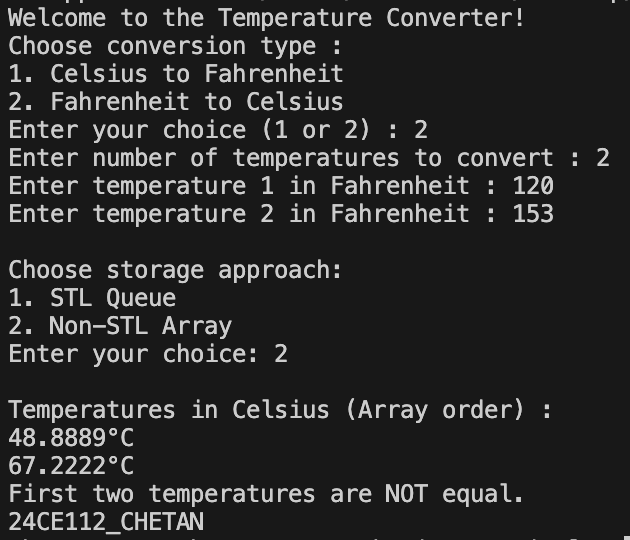 Welcome to the Temperature Converter!
Choose conversion type :
1. Celsius to Fahrenheit
2. Fahrenheit to Celsius
Enter your choice (1 or 2) : 2
Enter number of temperatures to convert : 2
Enter temperature 1 in Fahrenheit : 120
Enter temperature 2 in Fahrenheit : 153
Choose storage approach:
1. STL Queue
2. Non-STL Array
Enter your choice: 2
Temperatures in Celsius (Array order) :
48.8889°C
67.2222°C
First two temperatures are NOT equal.
24CE112_CHETAN